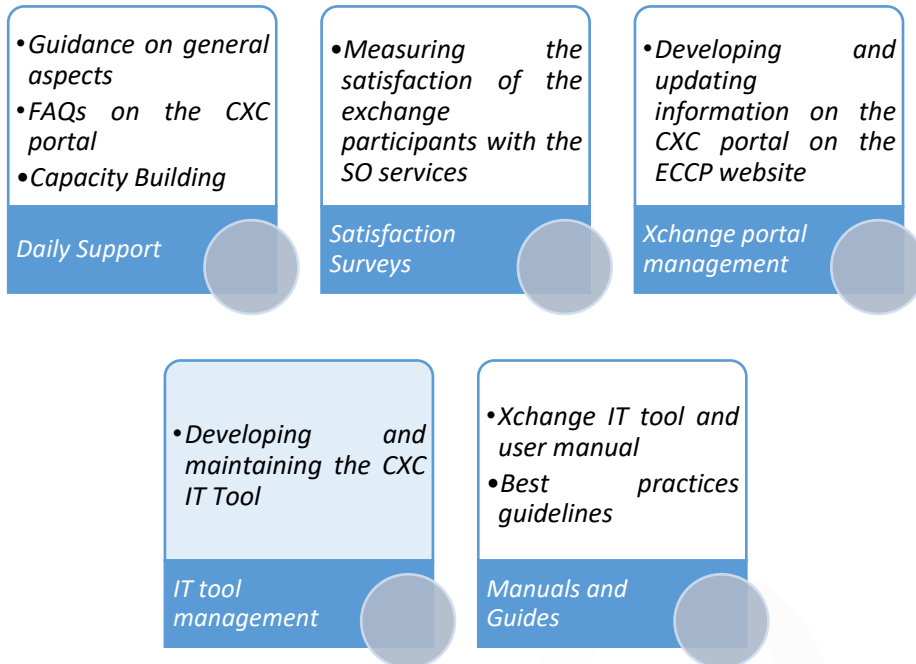 •Guidance on general
aspects
•FAQs on the CXC
portal
•Capacity Building
Daily Support
•Measuring the
satisfaction of the
exchange
participants with the
SO services
Satisfaction
Surveys
•Developing and
updating
information on the
CXC portal on the
ECCP website
Xchange portal
management
•Developing and
maintaining the CXC
IT Tool
IT tool
management
•Xchange IT tool and
user manual
•Best practices
guidelines
Manuals and
Guides